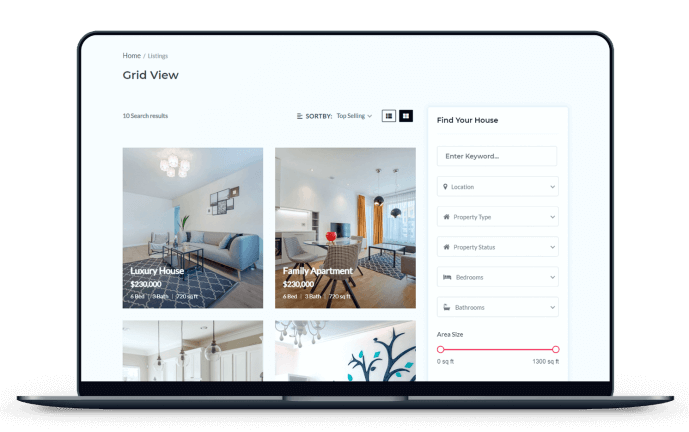 Home / Listings
Grid View
10 Search results
SORTBY: Top Selling
Luxury House
$230,000
6 Bed | 3 Bath | 720 sq ft
Family Apartment
$230,000
6 Bed | 3 Bath | 720 sq ft
Find Your House
Enter Keyword...
Location
Property Type
Property Status
Bedrooms
Bathrooms
Area Size
0 sq ft 1300 sq ft